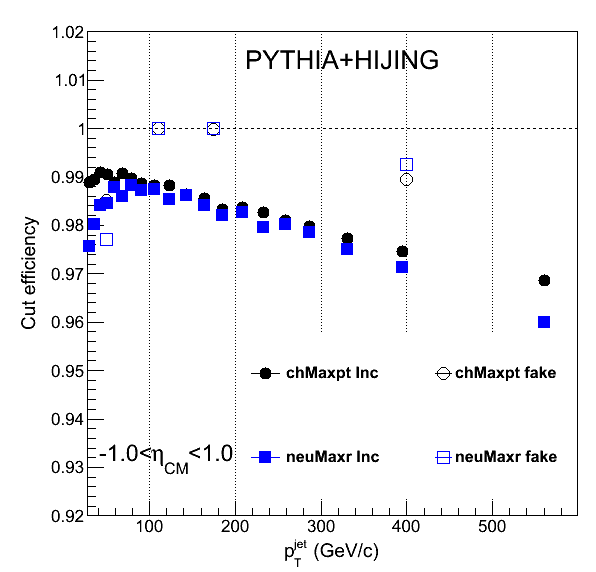 1.02
PYTHIA+HIJING
1.01
1
0.99
0.98
0.97
0.96
0.95
0.94
0.93
0.92
Cut efficiency
chMaxpt Inc
chMaxpt fake
-1.0<η_CM<1.0
neuMaxr Inc
neuMaxr fake
100 200 300 400 500
p_T^jet (GeV/c)